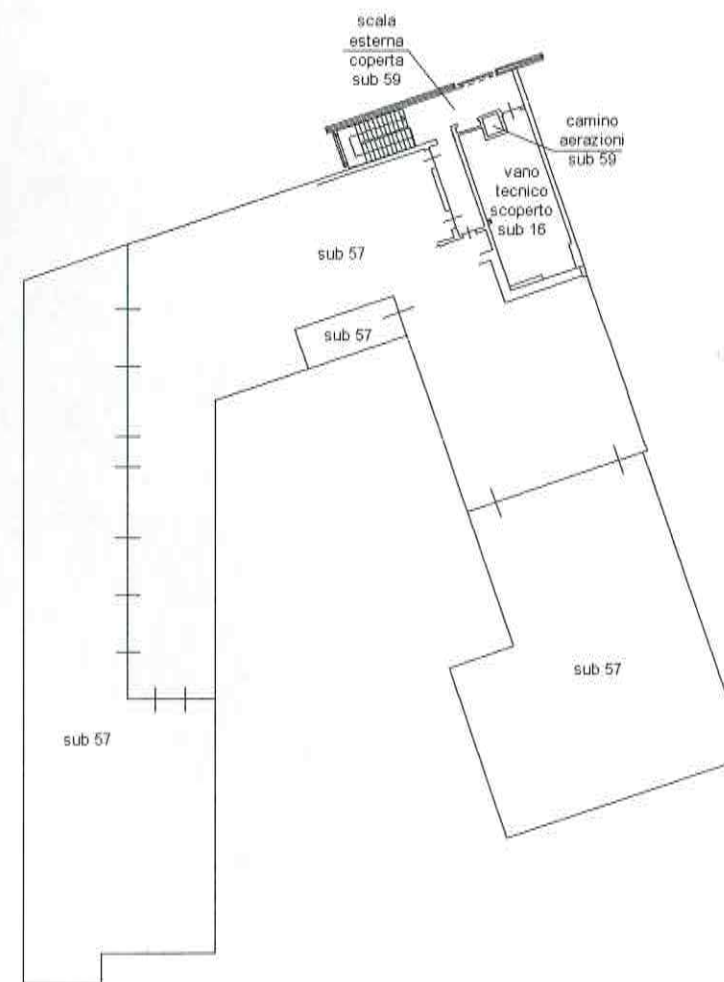 scala
esterna
coperta
sub 59
camino
aerazioni
sub 59
vano
tecnico
scoperto
sub 16
sub 57
sub 57
sub 57
sub 57